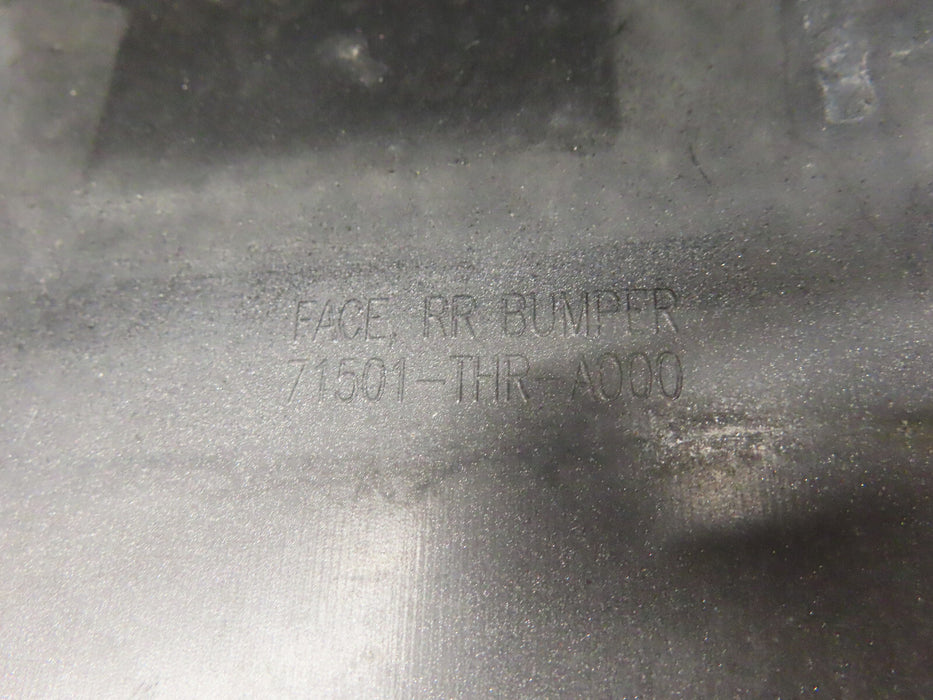 FACE, RR BUMPER
71501-THR-A000